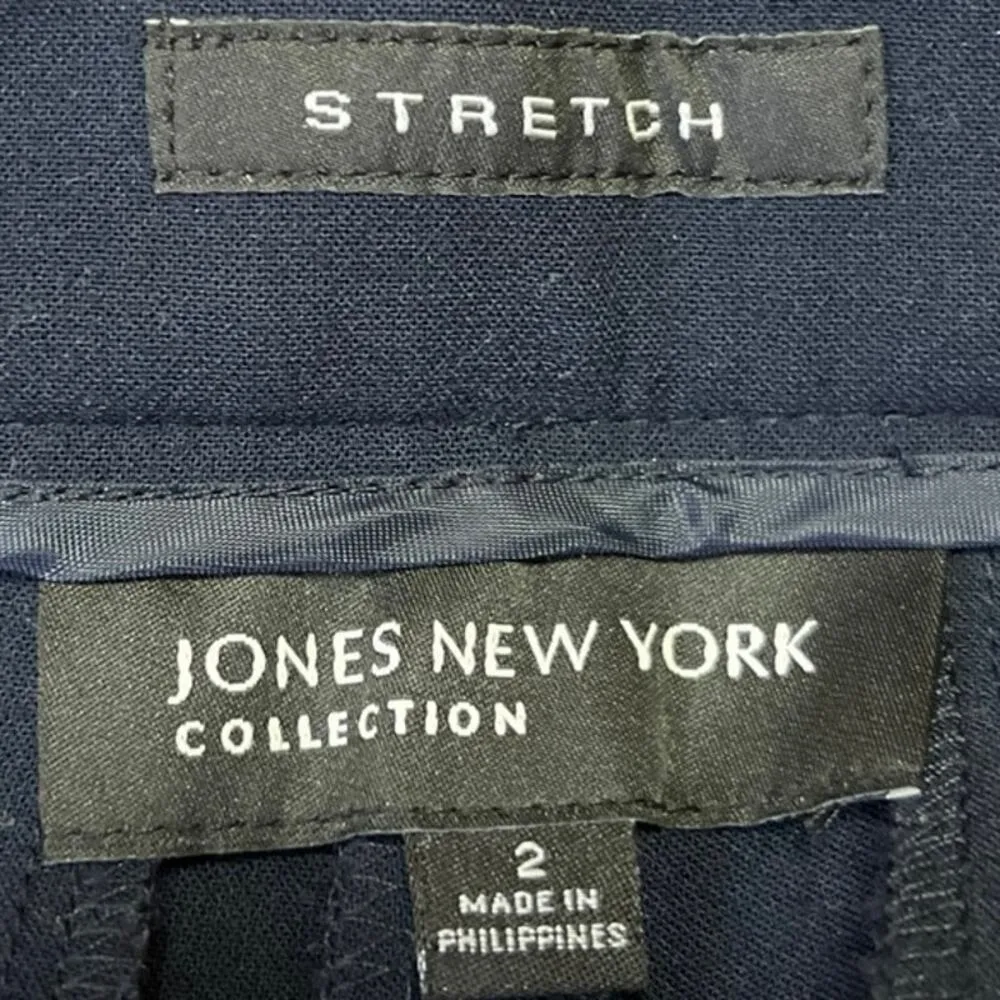 STRETCH
JONES NEW YORK
COLLECTION
2
MADE IN
PHILIPPINES